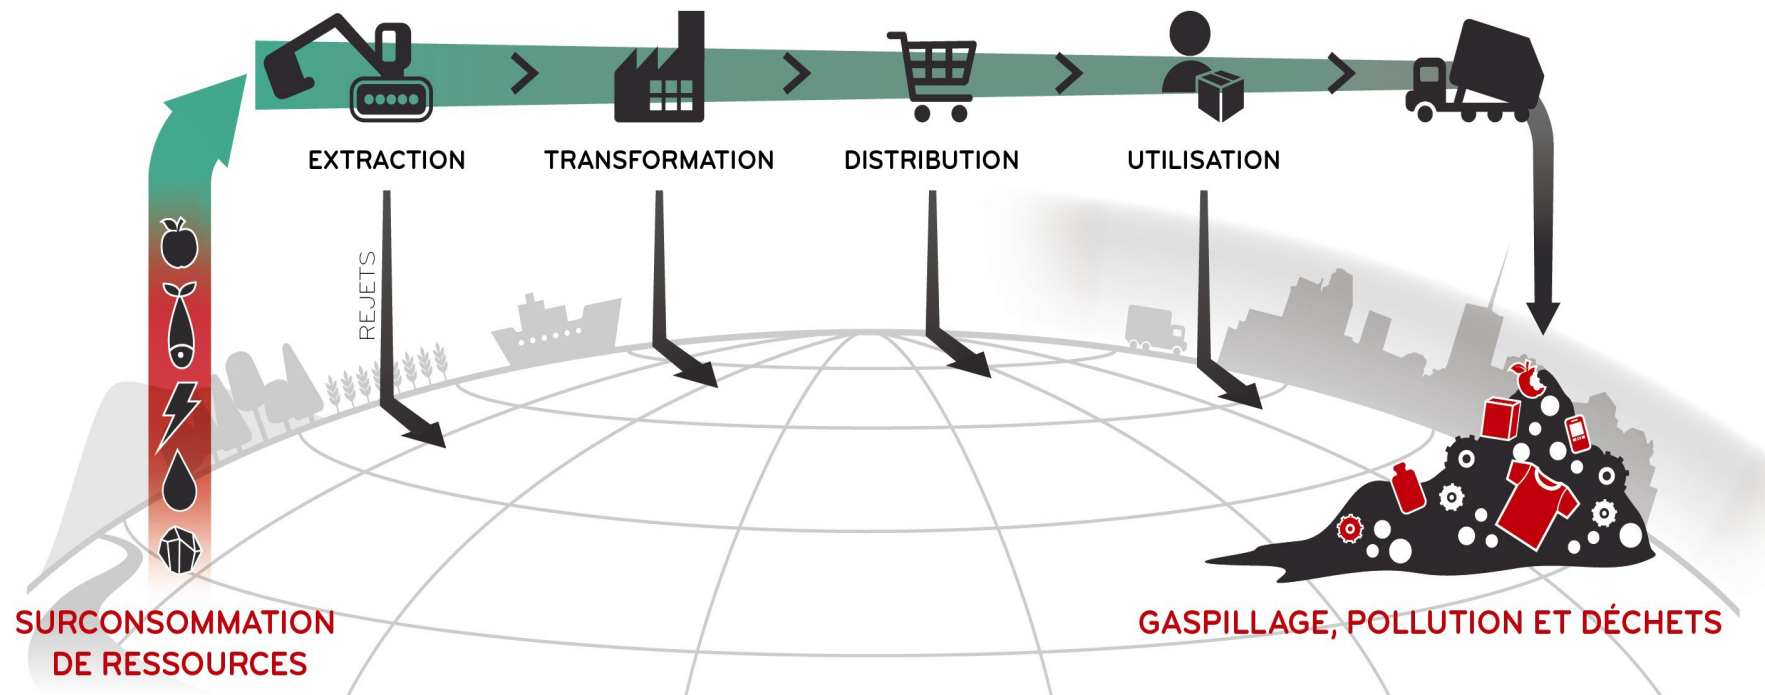 EXTRACTION
TRANSFORMATION
DISTRIBUTION
UTILISATION
REJETS
SURCONSOMMATION
DE RESSOURCES
GASPILLAGE, POLLUTION ET DÉCHETS